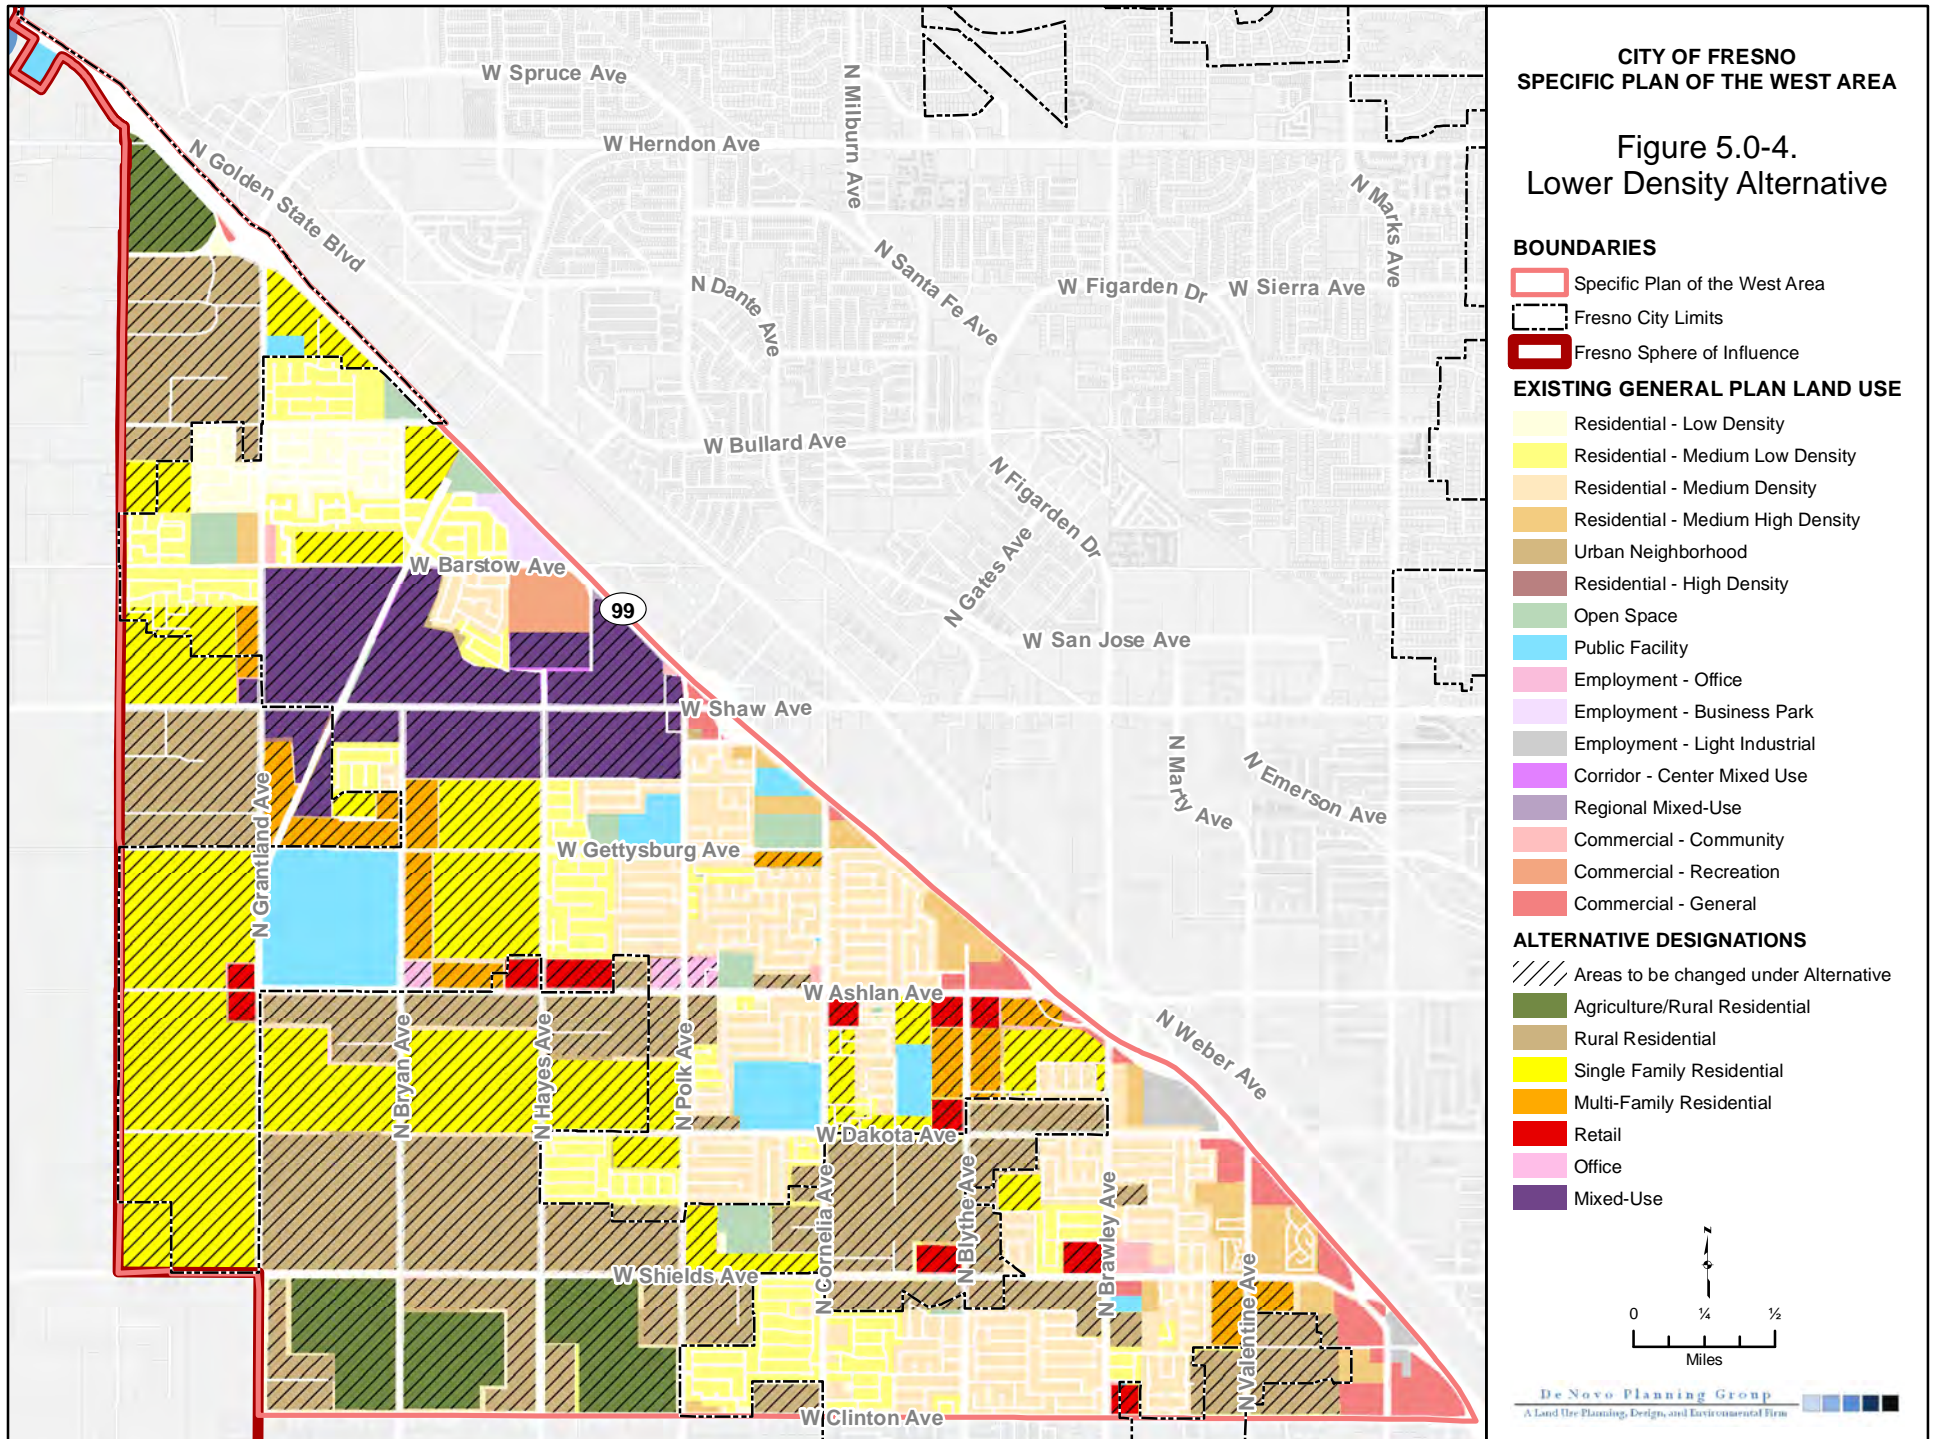 W Spruce Ave
N Milburn Ave
W Herndon Ave
N Golden State Blvd
N Marks Ave
N Santa Fe Ave
N Dante Ave
W Figarden Dr
W Sierra Ave
W Bullard Ave
N Figarden Dr
N Gates Ave
W Barstow Ave
99
W San Jose Ave
W Shaw Ave
N Marty Ave
N Emerson Ave
N Grantland Ave
W Gettysburg Ave
W Ashlan Ave
N Bryan Ave
N Hayes Ave
N Polk Ave
N Weber Ave
W Dakota Ave
N Cornelia Ave
N Blythe Ave
N Brawley Ave
W Shields Ave
N Valentine Ave
W Clinton Ave
CITY OF FRESNO
SPECIFIC PLAN OF THE WEST AREA
Figure 5.0-4.
Lower Density Alternative
BOUNDARIES
Specific Plan of the West Area
Fresno City Limits
Fresno Sphere of Influence
EXISTING GENERAL PLAN LAND USE
Residential - Low Density
Residential - Medium Low Density
Residential - Medium Density
Residential - Medium High Density
Urban Neighborhood
Residential - High Density
Open Space
Public Facility
Employment - Office
Employment - Business Park
Employment - Light Industrial
Corridor - Center Mixed Use
Regional Mixed-Use
Commercial - Community
Commercial - Recreation
Commercial - General
ALTERNATIVE DESIGNATIONS
Areas to be changed under Alternative
Agriculture/Rural Residential
Rural Residential
Single Family Residential
Multi-Family Residential
Retail
Office
Mixed-Use
N
0 ¼ ½
Miles
De Novo Planning Group
A Land Use Planning, Design, and Environmental Firm